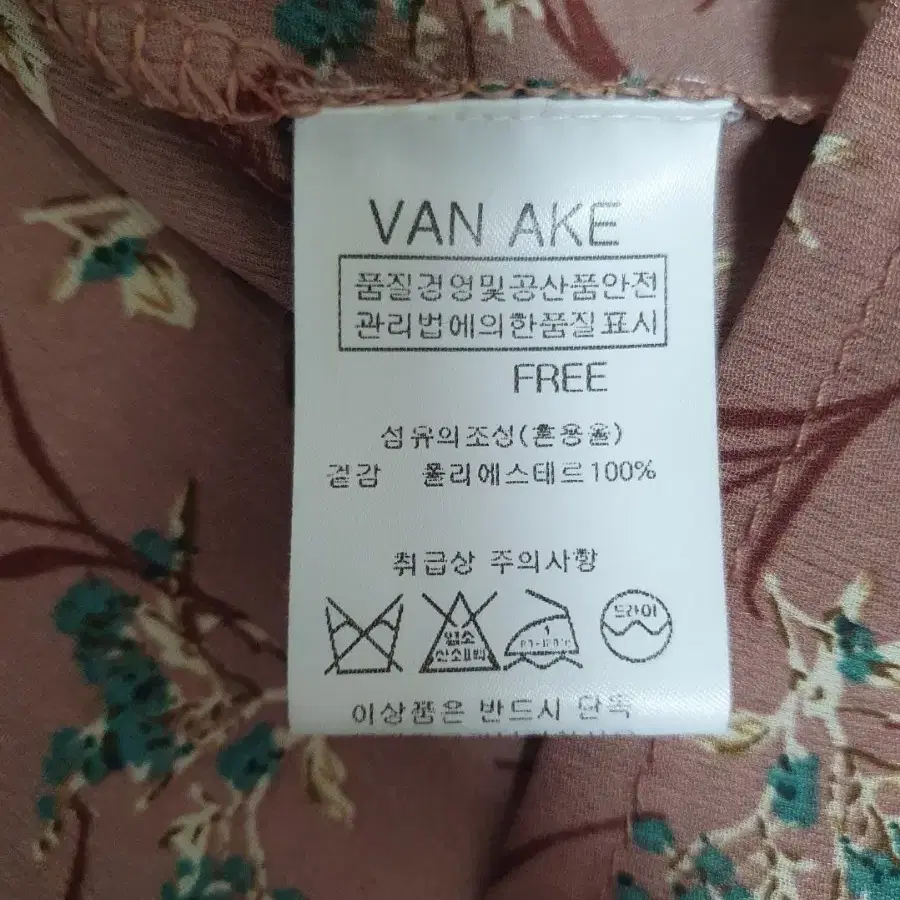 VAN AKE
품질경영및공산품안전
관리법에의한품질표시
FREE
섬유의조성(혼용율)
겉감 폴리에스테르100%
취급상 주의사항
염소
산소표백
드라이
이상품은 반드시 단독